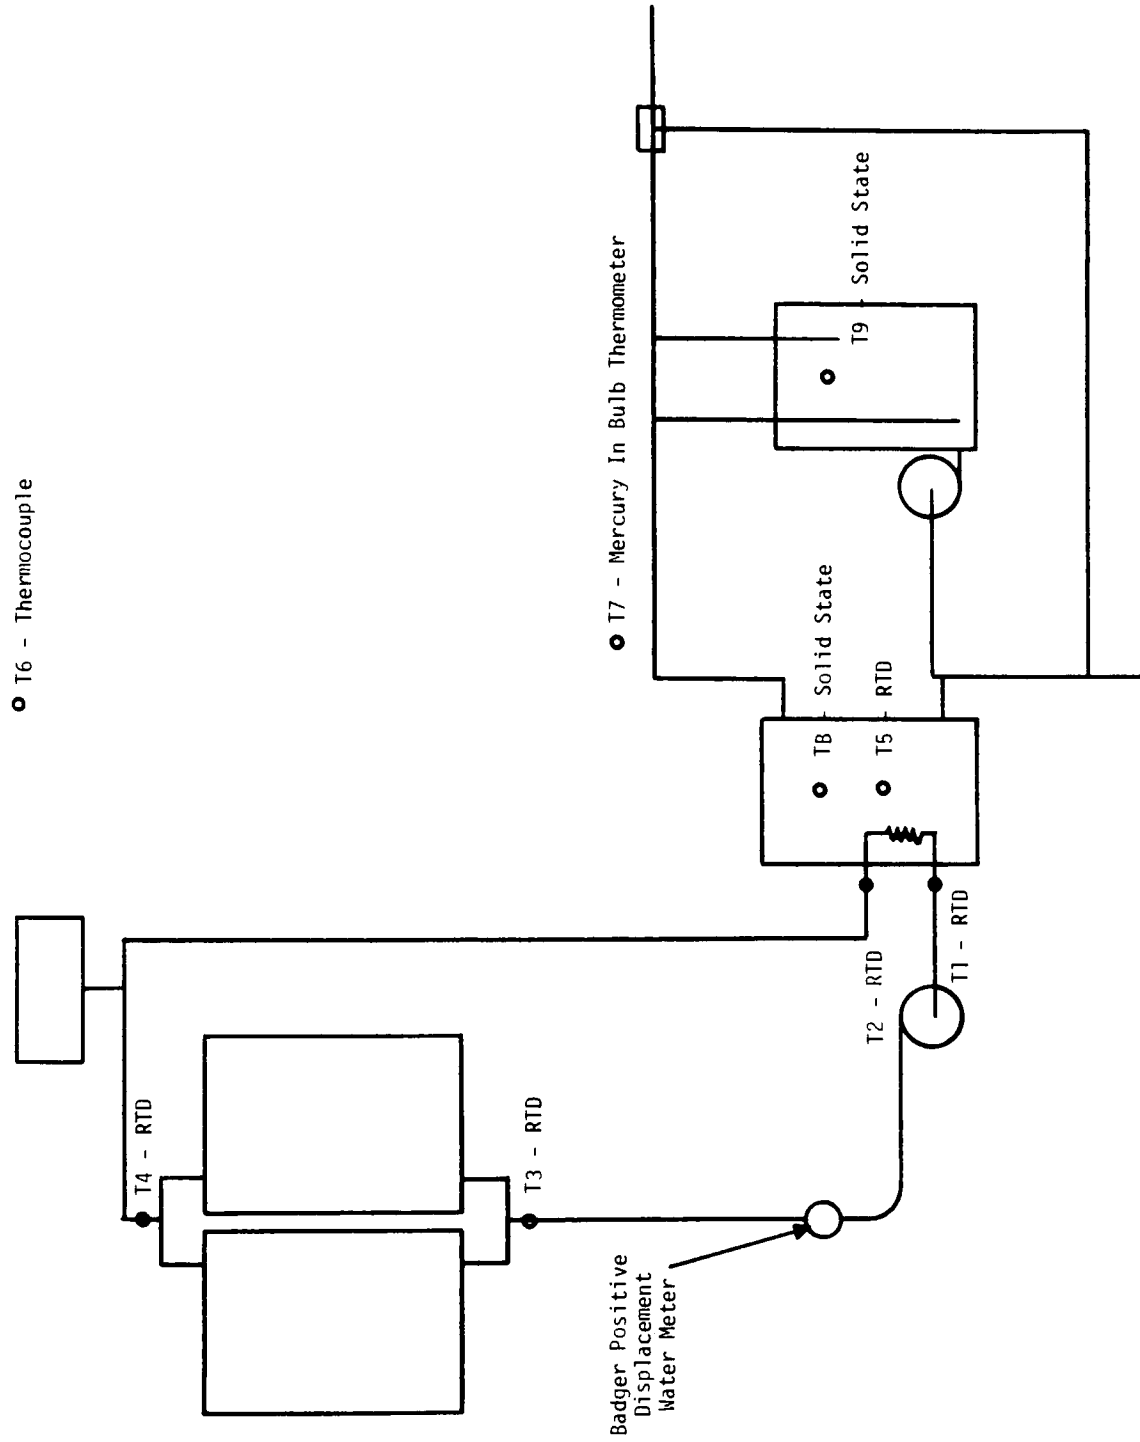 T6 - Thermocouple
T7 - Mercury In Bulb Thermometer
T9 - Solid State
TB - Solid State
T5 - RTD
T4 - RTD
T3 - RTD
T2 - RTD
T1 - RTD
Badger Positive
Displacement
Water Meter